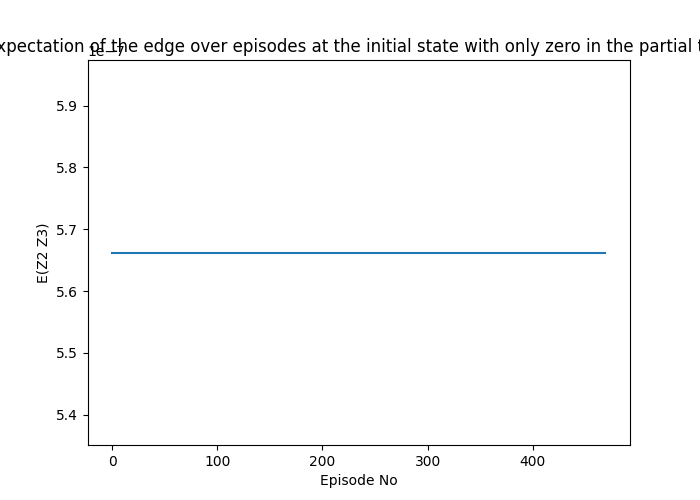 xpectation of the edge over episodes at the initial state with only zero in the partial t
1e−7
5.9
5.8
5.7
5.6
5.5
5.4
E(Z2 Z3)
0 100 200 300 400
Episode No